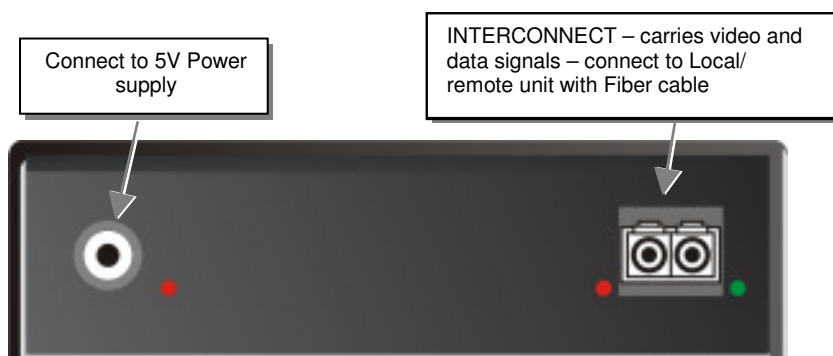 Connect to 5V Power
supply
INTERCONNECT – carries video and
data signals – connect to Local/
remote unit with Fiber cable